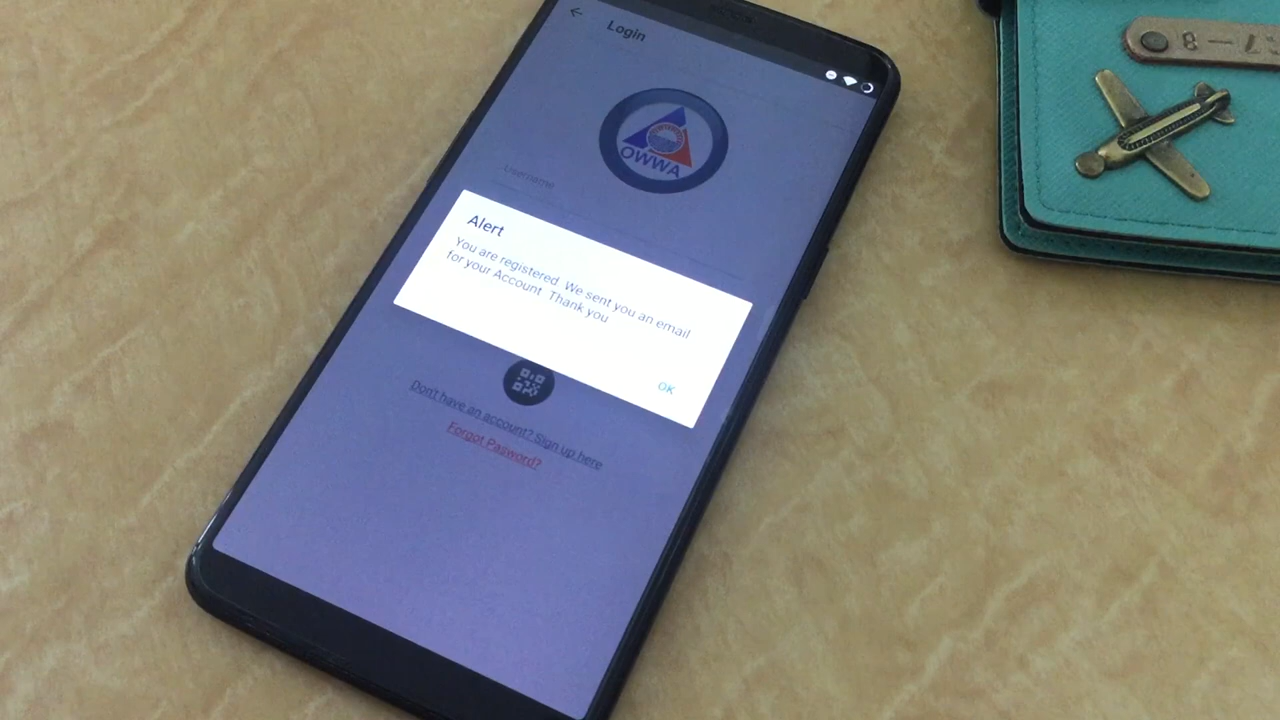 Login
OWWA
Username
Alert
You are registered. We sent you an email
for your Account. Thank you
OK
Don't have an account? Sign up here
Forgot Password?